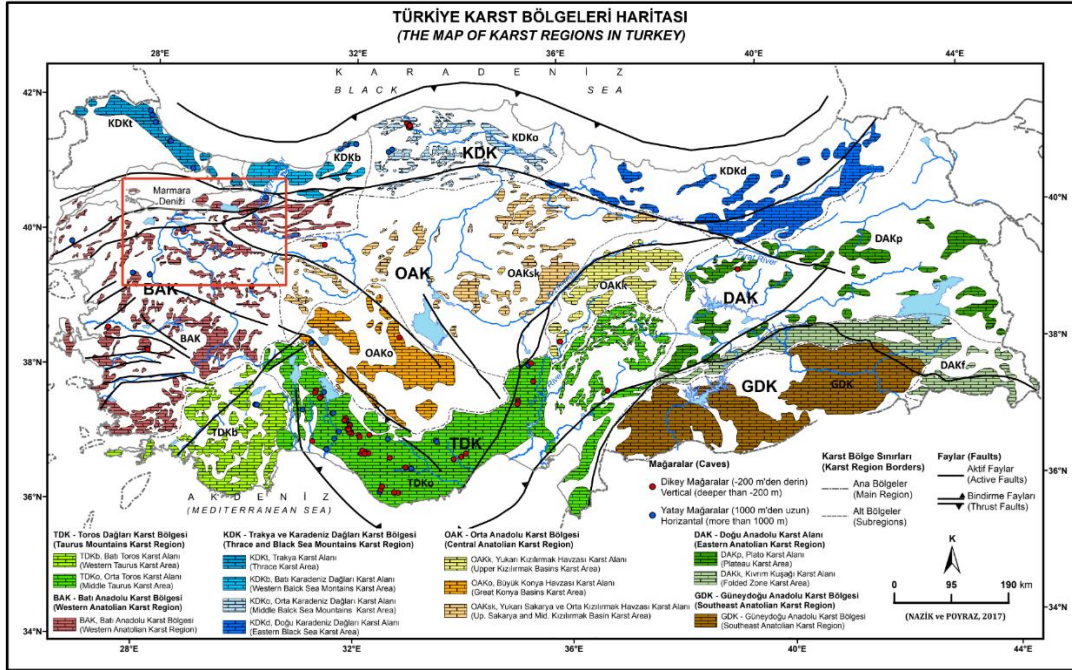 TÜRKİYE KARST BÖLGELERİ HARİTASI
(THE MAP OF KARST REGIONS IN TURKEY)
28°E 32°E 36°E 40°E 44°E
42°N 42°N
K A R A D E N İ Z
BLACK SEA
KDKt
KDKo
KDK
KDKb
KDKd
Marmara
Denizi
40°N 40°N
DAKp
Fırat River
OAK
OAKsk
OAKk
DAK
BAK
BAK
OAKo
38°N 38°N
DAKf
GDK
GDK
River
TDKb
TDK
TDKo
36°N 36°N
A K D E N İ Z
(MEDITERRANEAN SEA)
Mağaralar (Caves)
Dikey Mağaralar (-200 m'den derin)
Vertical (deeper than -200 m)
Yatay Mağaralar (1000 m'den uzun)
Horizantal (more than 1000 m)
Karst Bölge Sınırları
(Karst Region Borders)
Ana Bölgeler
(Main Region)
Alt Bölgeler
(Subregions)
Faylar (Faults)
Aktif Faylar
(Active Faults)
Bindirme Fayları
(Thrust Faults)
TDK - Toros Dağları Karst Bölgesi
(Taurus Mountains Karst Region)
TDKb, Batı Toros Karst Alanı
(Western Taurus Karst Area)
TDKo, Orta Toros Karst Alanı
(Middle Taurus Karst Area)
BAK - Batı Anadolu Karst Bölgesi
(Western Anatolian Karst Region)
BAK, Batı Anadolu Karst Bölgesi
(Western Anatolian Karst Region)
KDK - Trakya ve Karadeniz Dağları Karst Bölgesi
(Thrace and Black Sea Mountains Karst Region)
KDKt, Trakya Karst Alanı
(Thrace Karst Area)
KDKb, Batı Karadeniz Dağları Karst Alanı
(Western Balck Sea Montains Karst Area)
KDKo, Orta Karadeniz Dağları Karst Alanı
(Middle Balck Sea Mountains Karst Area)
KDKd, Doğu Karadeniz Dağları Karst Alanı
(Eastern Black Sea Karst Area)
OAK - Orta Anadolu Karst Bölgesi
(Central Anatolian Karst Region)
OAKk, Yukarı Kızılırmak Havzası Karst Alanı
(Upper Kızılırmak Basins Karst Area)
OAKo, Büyük Konya Havzası Karst Alanı
(Great Konya Basins Karst Area)
OAKsk, Yukarı Sakarya ve Orta Kızılırmak Havzası Karst Alanı
(Up. Sakarya and Mid. Kızılırmak Basin Karst Area)
DAK - Doğu Anadolu Karst Bölgesi
(Eastern Anatolian Karst Region)
DAKp, Plato Karst Alanı
(Plateau Karst Area)
DAKk, Kıvrım Kuşağı Karst Alanı
(Folded Zone Karst Area)
GDK - Güneydoğu Anadolu Karst Bölgesi
(Southeast Anatolian Karst Region)
GDK - Güneydoğu Anadolu Karst Bölgesi
(Southeast Anatolian Karst Region)
K
0 95 190 km
(NAZİK ve POYRAZ, 2017)
34°N 34°N
28°E 32°E 36°E 40°E 44°E